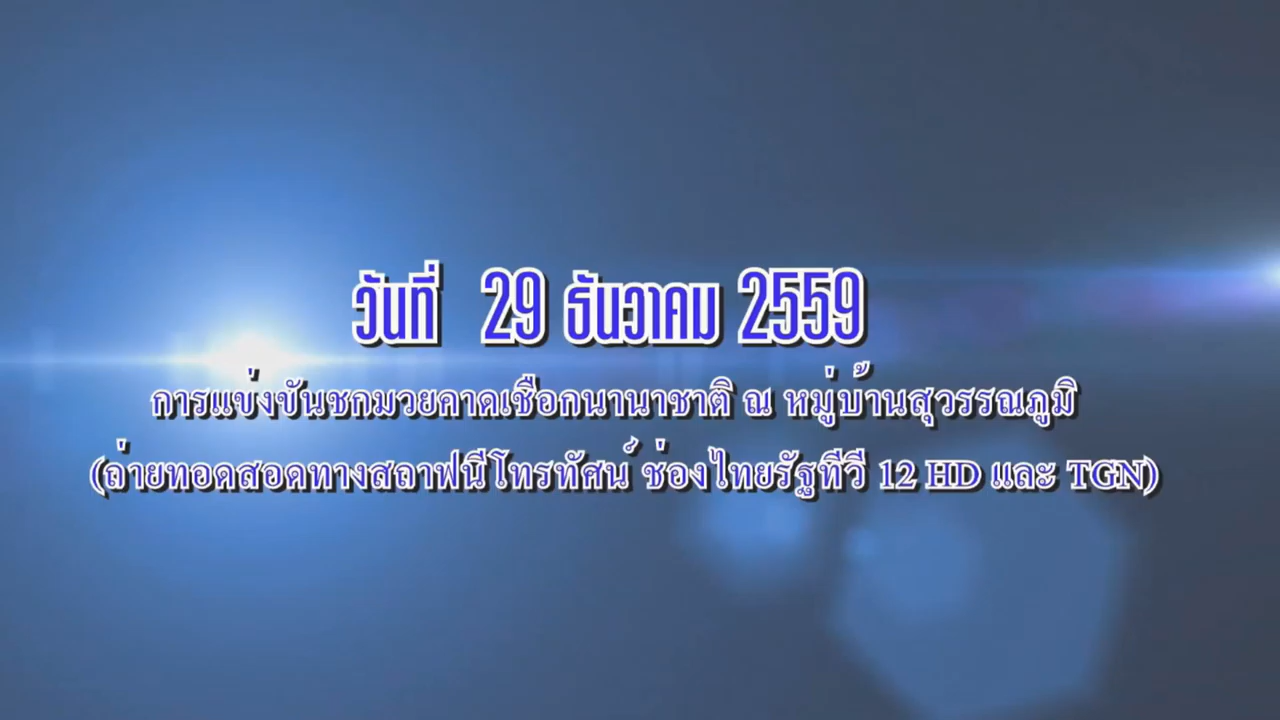 วันที่ 29 ธันวาคม 2559
การแข่งขันชกมวยคาดเชือกนานาชาติ ณ หมู่บ้านสุวรรณภูมิ
(ถ่ายทอดสอดทางสถาฟนีโทรทัศน์ ช่องไทยรัฐทีวี 12 HD และ TGN)